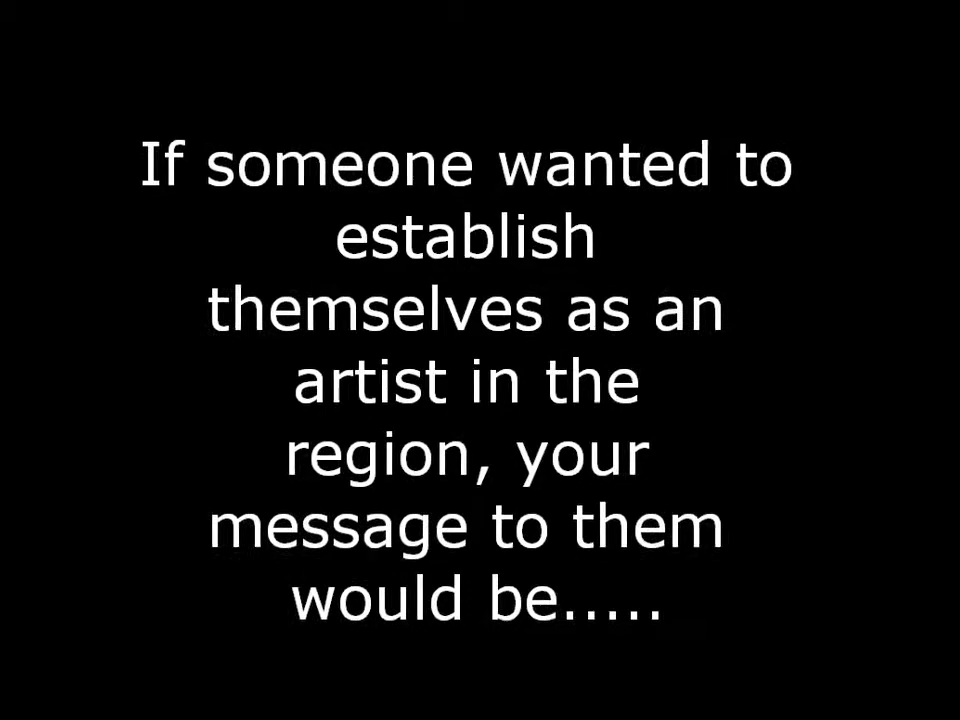 If someone wanted to
establish
themselves as an
artist in the
region, your
message to them
would be.....